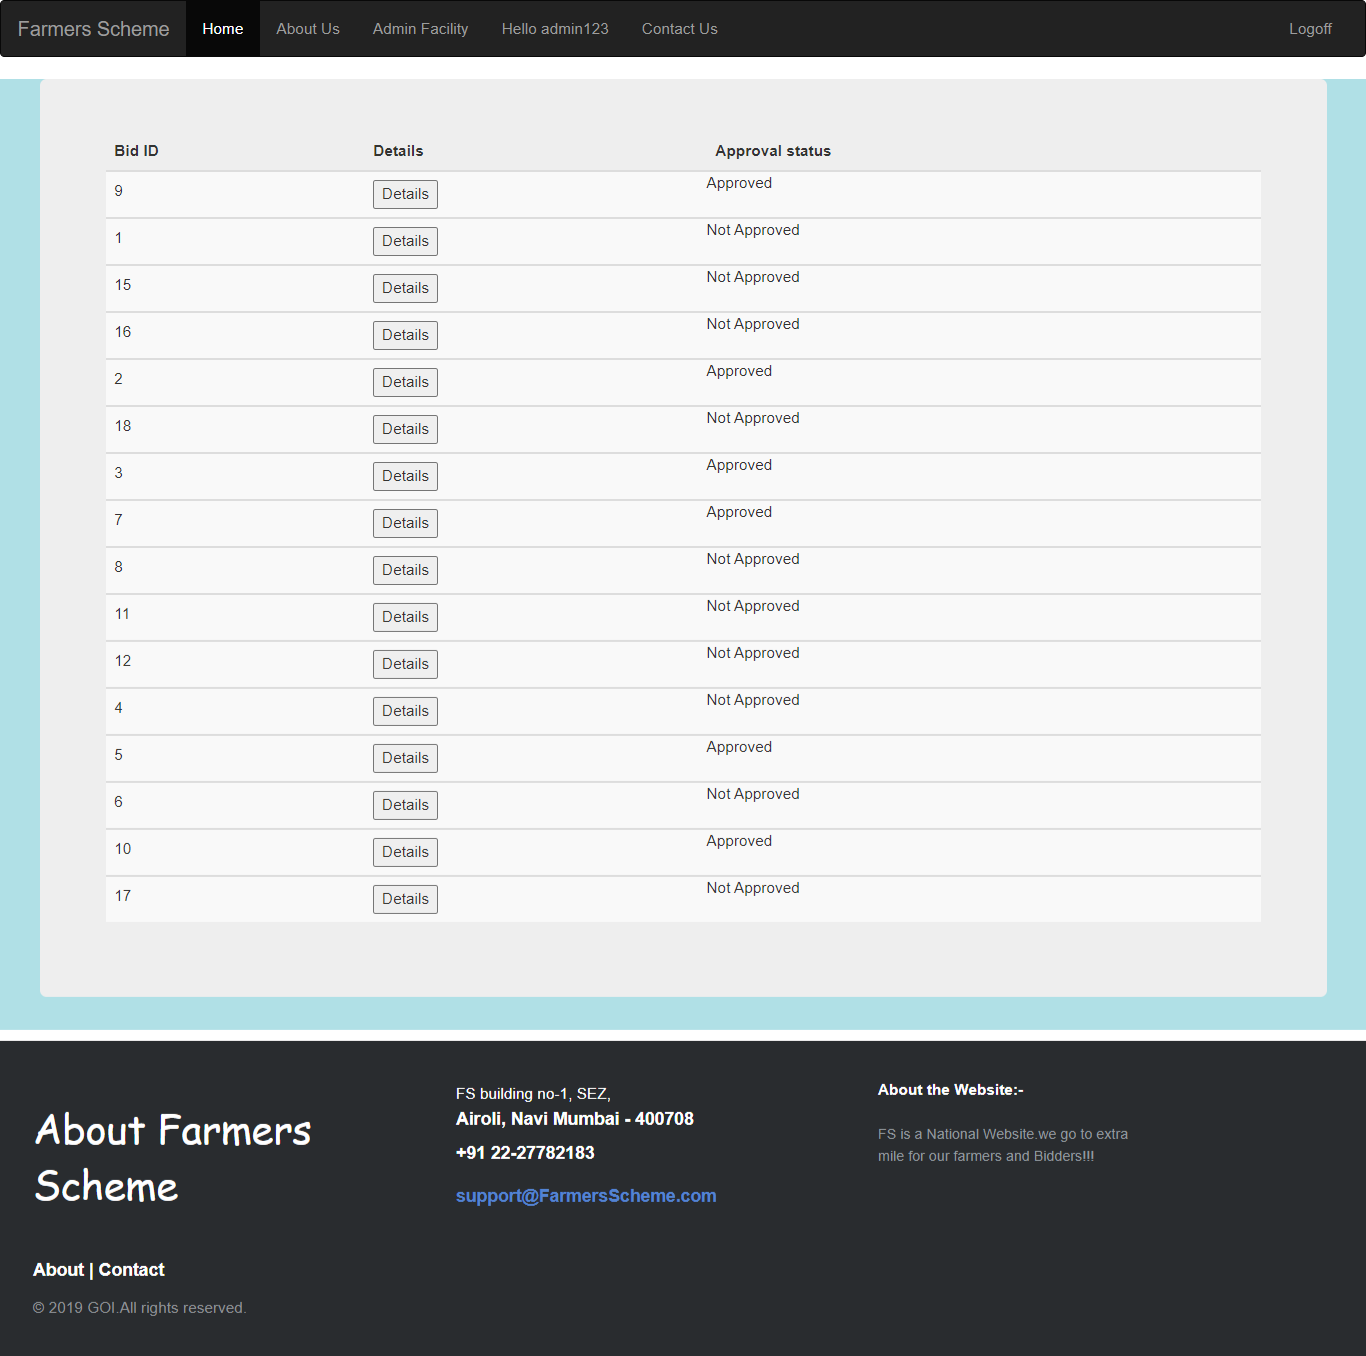 Farmers Scheme Home About Us Admin Facility Hello admin123 Contact Us Logoff
Bid ID Details Approval status
9 Details Approved
1 Details Not Approved
15 Details Not Approved
16 Details Not Approved
2 Details Approved
18 Details Not Approved
3 Details Approved
7 Details Approved
8 Details Not Approved
11 Details Not Approved
12 Details Not Approved
4 Details Not Approved
5 Details Approved
6 Details Not Approved
10 Details Approved
17 Details Not Approved
About Farmers
Scheme
About | Contact
© 2019 GOI.All rights reserved.
FS building no-1, SEZ,
Airoli, Navi Mumbai - 400708
+91 22-27782183
support@FarmersScheme.com
About the Website:-
FS is a National Website.we go to extra
mile for our farmers and Bidders!!!